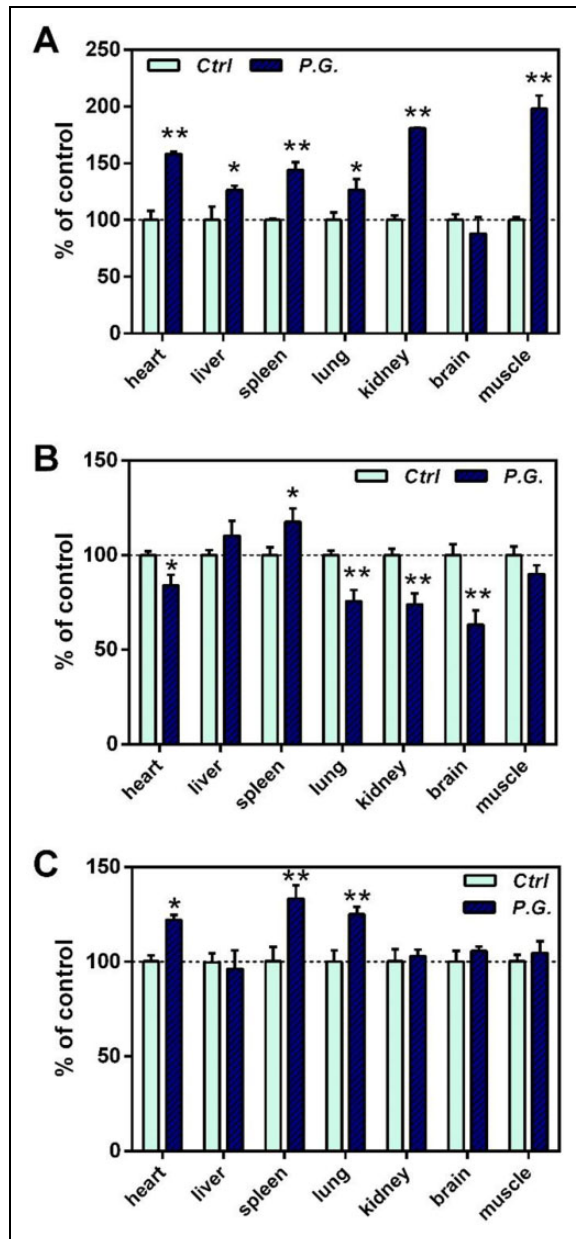 A
Ctrl P.G.
% of control
250
200
150
100
50
0
** * ** * ** **
heart liver spleen lung kidney brain muscle
B
Ctrl P.G.
% of control
150
100
50
0
* * ** ** **
heart liver spleen lung kidney brain muscle
C
Ctrl
P.G.
% of control
150
100
50
0
* ** **
heart liver spleen lung kidney brain muscle